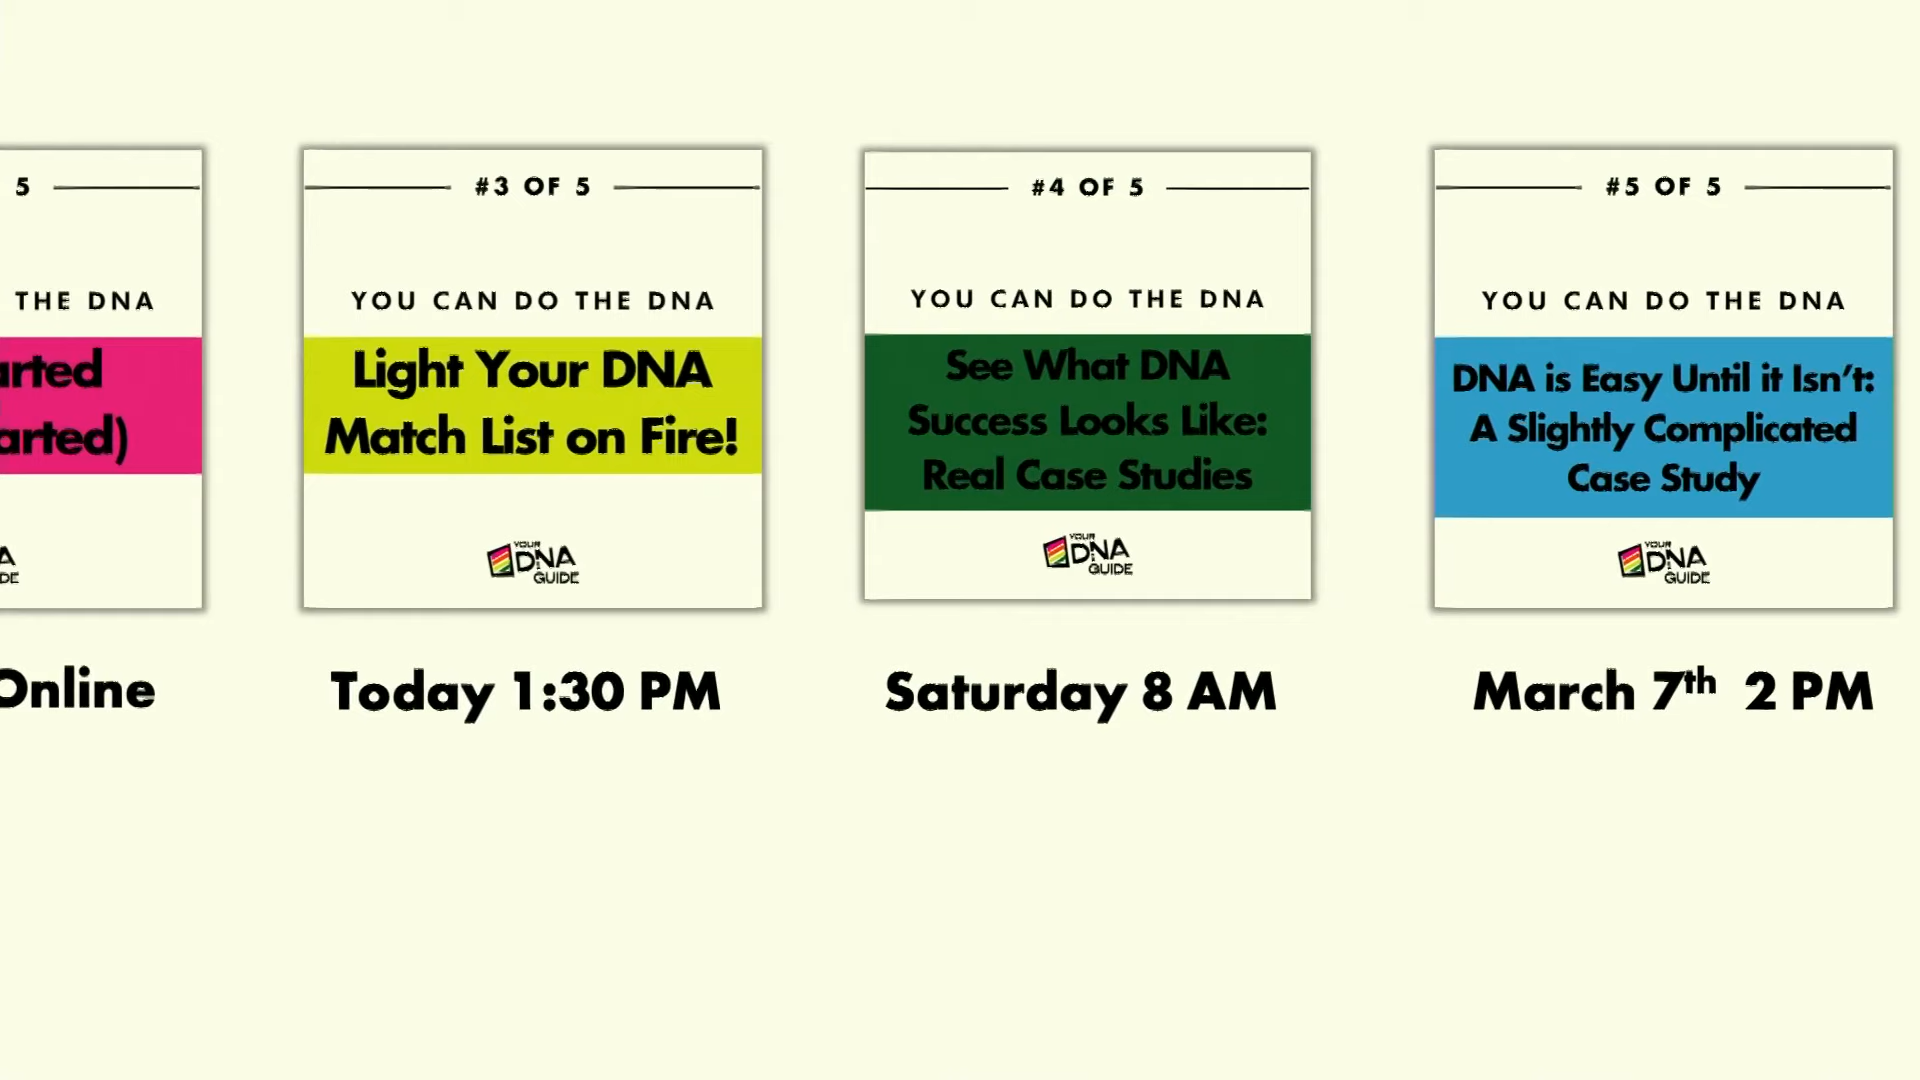 5
THE DNA
arted
arted)
Online
#3 OF 5
YOU CAN DO THE DNA
Light Your DNA
Match List on Fire!
YOUR
DNA
GUIDE
Today 1:30 PM
#4 OF 5
YOU CAN DO THE DNA
See What DNA
Success Looks Like:
Real Case Studies
YOUR
DNA
GUIDE
Saturday 8 AM
#5 OF 5
YOU CAN DO THE DNA
DNA is Easy Until it Isn't:
A Slightly Complicated
Case Study
YOUR
DNA
GUIDE
March 7th 2 PM